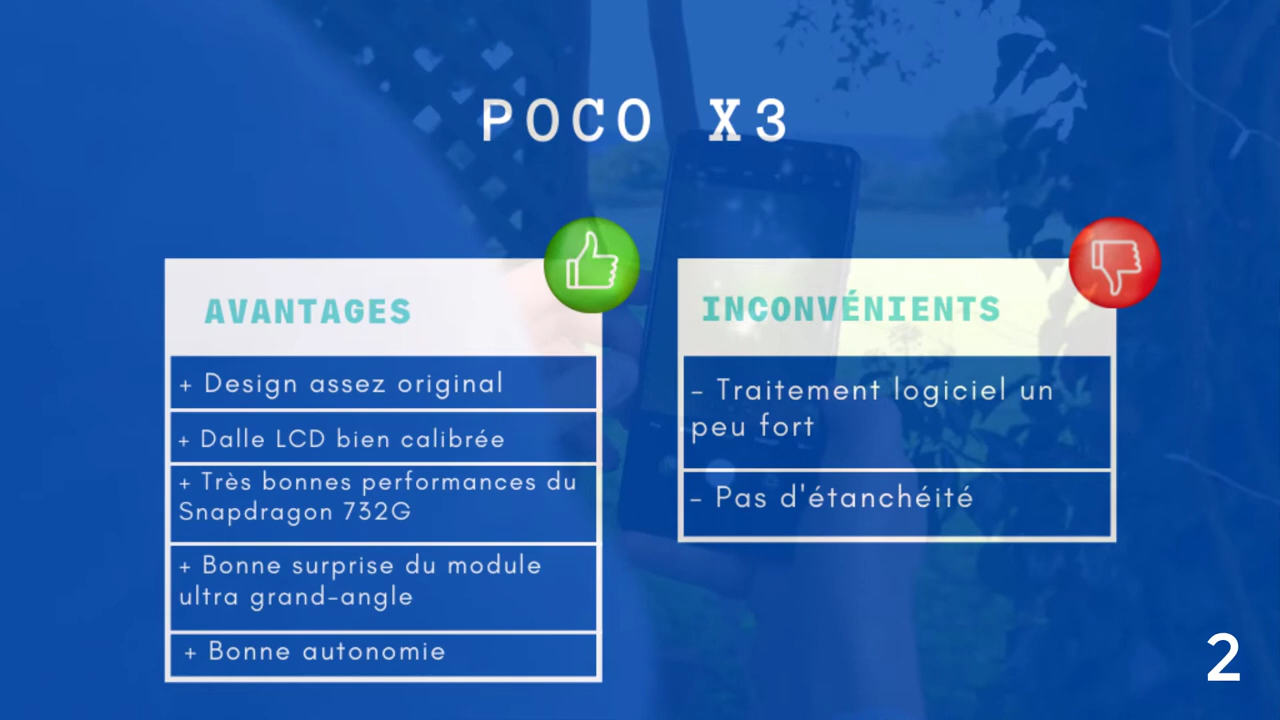 POCO X3
AVANTAGES
+ Design assez original
+ Dalle LCD bien calibrée
+ Très bonnes performances du
Snapdragon 732G
+ Bonne surprise du module
ultra grand-angle
+ Bonne autonomie
INCONVÉNIENTS
- Traitement logiciel un
peu fort
- Pas d'étanchéité
2